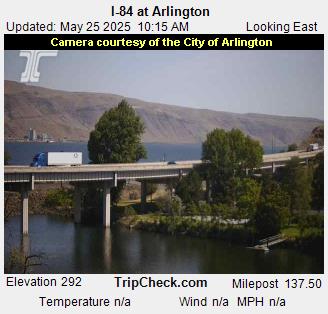 I-84 at Arlington
Updated: May 25 2025 10:15 AM Looking East
Camera courtesy of the City of Arlington
Elevation 292 TripCheck.com Milepost 137.50
Temperature n/a Wind n/a MPH n/a